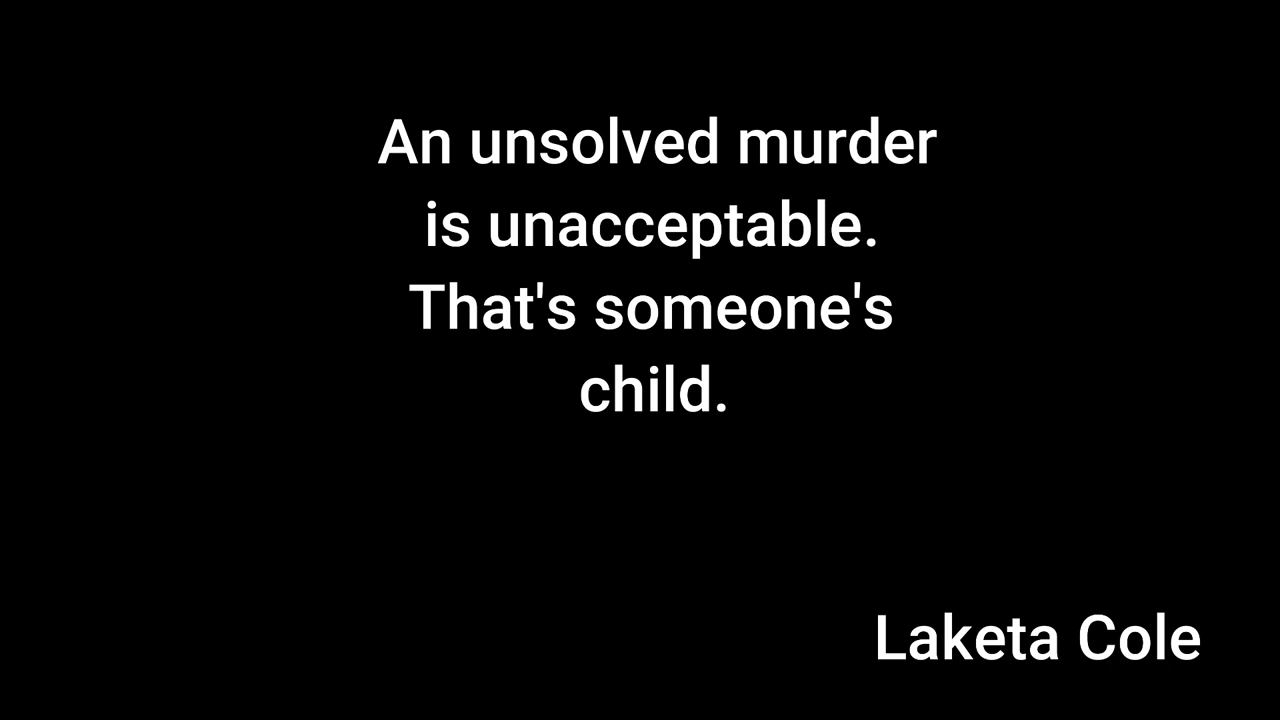 An unsolved murder
is unacceptable.
That's someone's
child.
Laketa Cole